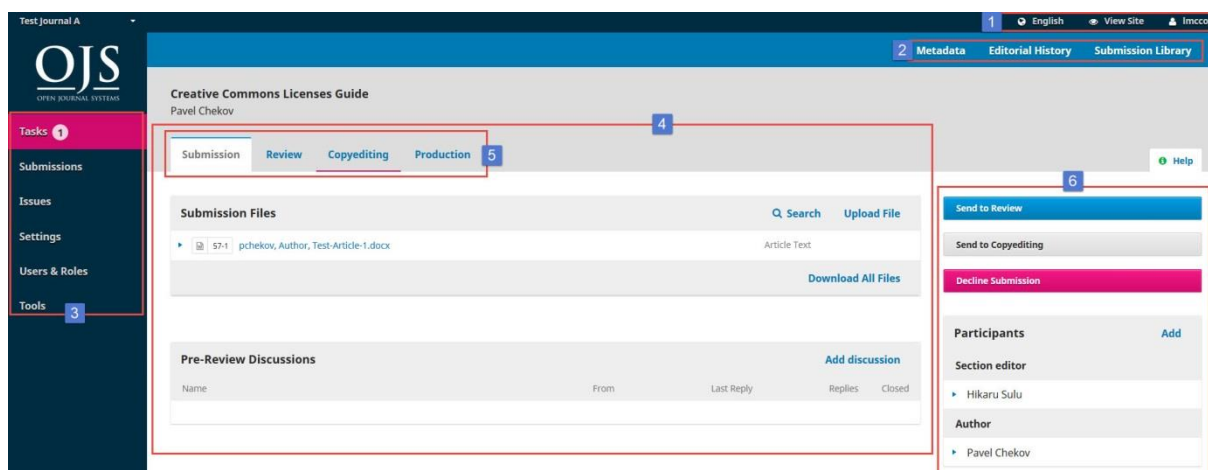 Test Journal A
1 English View Site lmcco
OJS
OPEN JOURNAL SYSTEMS
2 Metadata Editorial History Submission Library
Creative Commons Licenses Guide
Pavel Chekov
4
Tasks 1
Submissions
Issues
Settings
Users & Roles
Tools
3
Submission Review Copyediting Production 5
Help
6
Submission Files Search Upload File
57-1 pchekov, Author, Test-Article-1.docx Article Text
Download All Files
Pre-Review Discussions Add discussion
Name From Last Reply Replies Closed
Send to Review
Send to Copyediting
Decline Submission
Participants Add
Section editor
Hikaru Sulu
Author
Pavel Chekov